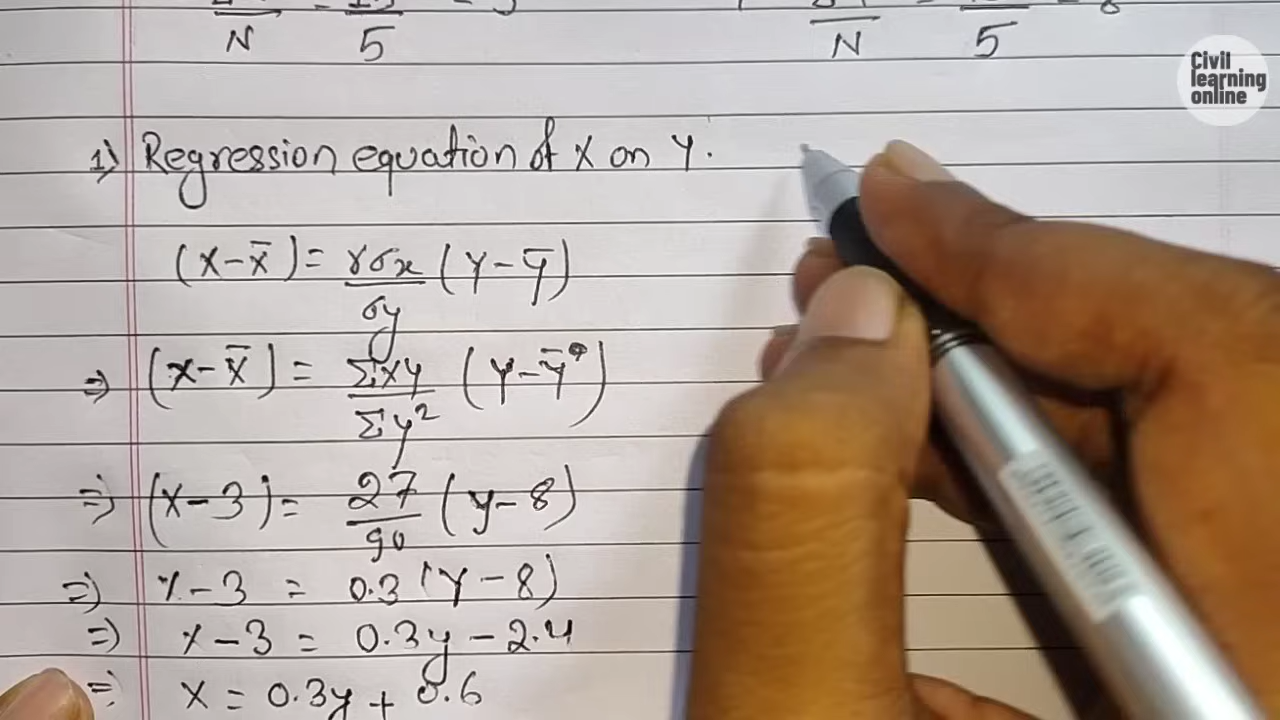 N 5 N 5
Civil
learning
online
1) Regression equation of X on Y.
(X-X̄) = rσx/σy (Y-Ȳ)
=) (x-X̄) = Σxy/Σy² (Y-Ȳ)
=) (X-3) = 27/90 (y-8)
=) X-3 = 0.3(Y-8)
=) X-3 = 0.3y-2.4
=) X = 0.3y+0.6